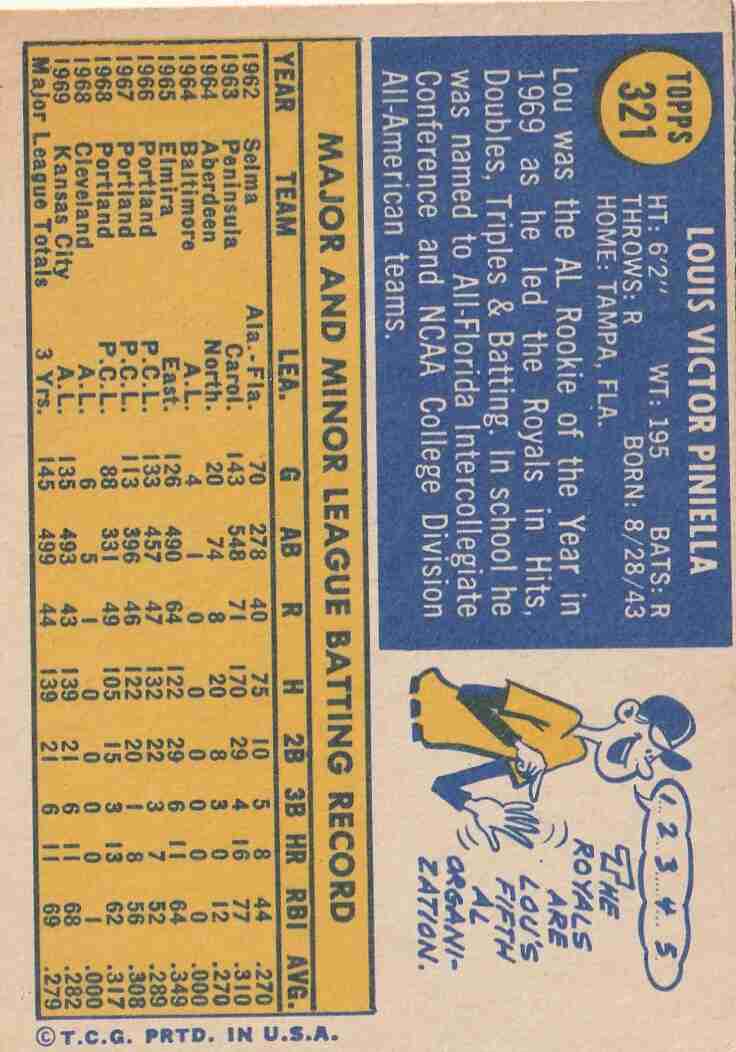 TOPPS
321
LOUIS VICTOR PINIELLA
HT: 6'2" WT: 195 BATS: R
THROWS: R BORN: 8/28/43
HOME: TAMPA, FLA.
Lou was the AL Rookie of the Year in
1969 as he led the Royals in Hits,
Doubles, Triples & Batting. In school he
was named to All-Florida Intercollegiate
Conference and NCAA College Division
All-American teams.
1..2..3..4..5
THE
ROYALS
ARE
LOU'S
FIFTH
AL
ORGANI-
ZATION.
MAJOR AND MINOR LEAGUE BATTING RECORD
YEAR TEAM LEA. G AB R H 2B 3B HR RBI AVG.
1962 Selma Ala.-Fla. 70 278 40 75 10 5 8 44 .270
1963 Peninsula Carol. 143 548 71 170 29 4 16 77 .310
1964 Aberdeen North. 20 74 8 20 8 3 0 12 .270
1964 Baltimore A.L. 4 1 0 0 0 0 0 0 .000
1965 Elmira East. 126 490 64 122 29 6 11 64 .349
1966 Portland P.C.L. 133 457 47 132 22 3 7 52 .289
1967 Portland P.C.L. 113 396 46 122 20 1 8 56 .308
1968 Portland P.C.L. 88 331 49 105 15 3 13 62 .317
1968 Cleveland A.L. 6 5 1 0 0 0 0 1 .000
1969 Kansas City A.L. 135 493 43 139 21 6 11 68 .282
Major League Totals 3 Yrs. 145 499 44 139 21 6 11 69 .279
© T.C.G. PRTD. IN U.S.A.